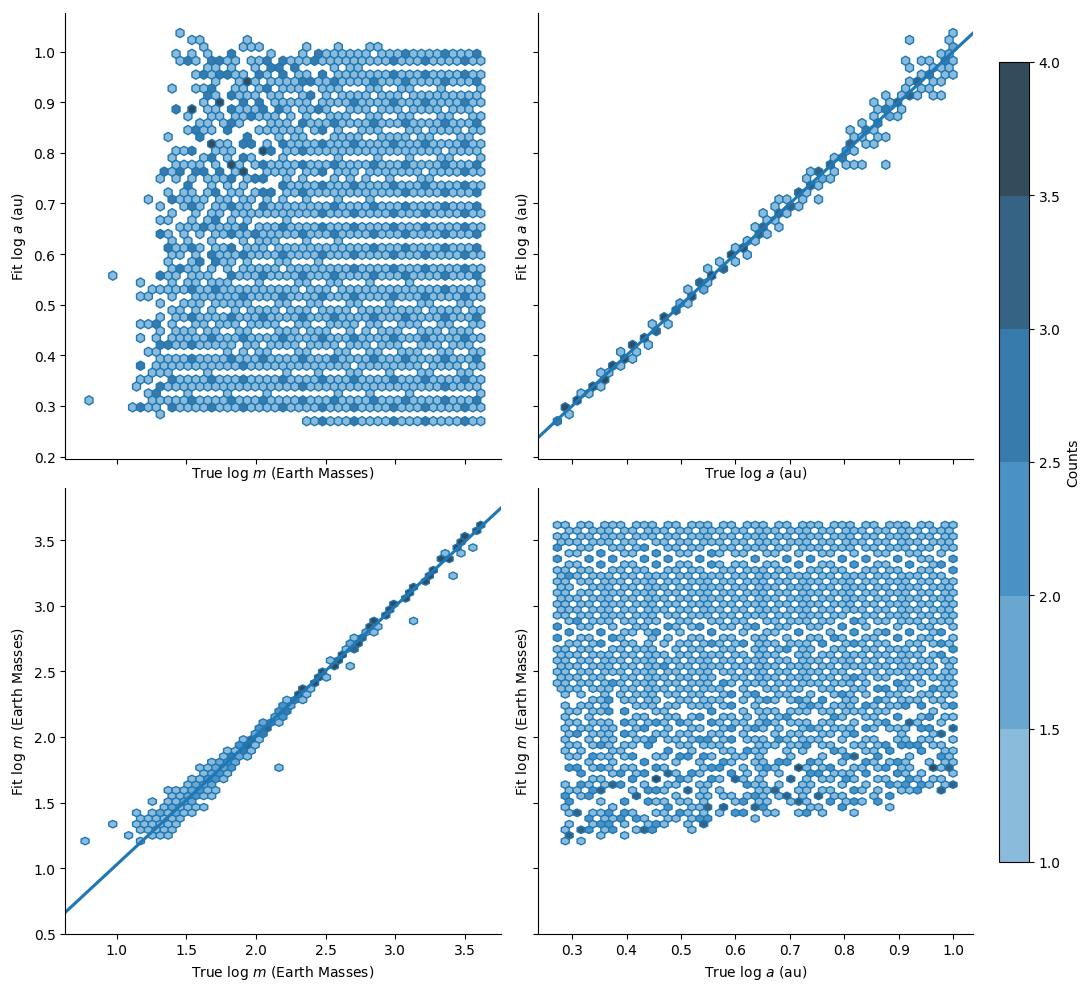 1.0
0.9
0.8
0.7
0.6
0.5
0.4
0.3
0.2
Fit log a (au)
True log m (Earth Masses)
Fit log a (au)
True log a (au)
4.0
3.5
3.0
2.5
2.0
1.5
1.0
Counts
3.5
3.0
2.5
2.0
1.5
1.0
0.5
Fit log m (Earth Masses)
1.0 1.5 2.0 2.5 3.0 3.5
True log m (Earth Masses)
Fit log m (Earth Masses)
0.3 0.4 0.5 0.6 0.7 0.8 0.9 1.0
True log a (au)